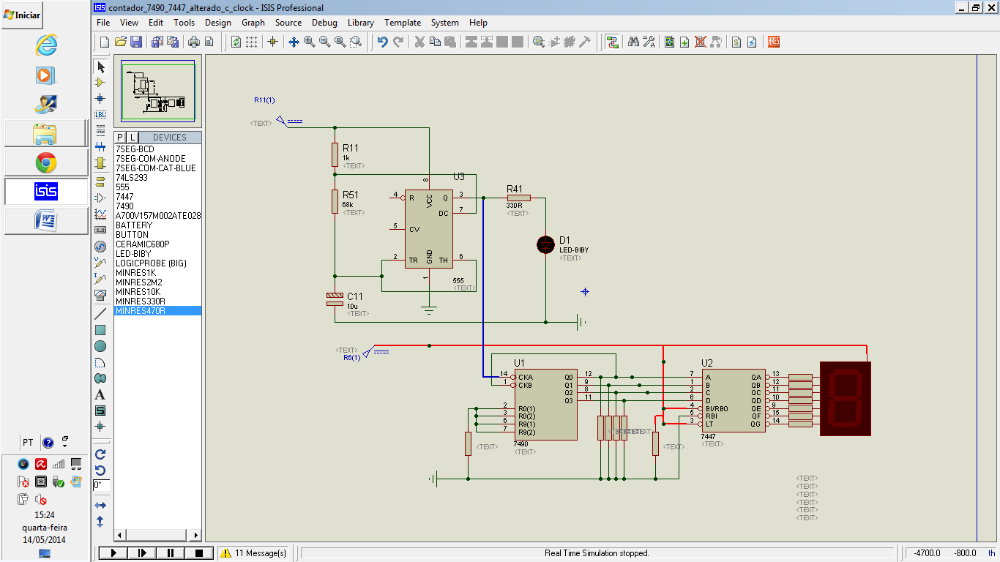 Iniciar
contador_7490_7447_alterado_c_clock - ISIS Professional
File View Edit Tools Design Graph Source Debug Library Template System Help
ARES
LBL
P L DEVICES
7SEG-BCD
7SEG-COM-ANODE
7SEG-COM-CAT-BLUE
74LS293
555
7447
7490
A700V157M002ATE028
BATTERY
BUTTON
CERAMIC680P
LED-BIBY
LOGICPROBE (BIG)
MINRES1K
MINRES2M2
MINRES10K
MINRES330R
MINRES470R
isis
A
S
PT
0°
15:24
quarta-feira
14/05/2014
R11(1)
<TEXT>
R11
1k
<TEXT>
R51
68k
<TEXT>
C11
10u
<TEXT>
U3
8
4 R VCC Q 3
DC 7
5 CV
2 TR GND TH 6
1
555
<TEXT>
R41
330R
<TEXT>
D1
LED-BIBY
<TEXT>
<TEXT>
R6(1)
U1
14 CKA Q0 12
1 CKB Q1 9
Q2 8
Q3 11
2 R0(1)
3 R0(2)
6 R9(1)
7 R9(2)
7490
<TEXT>
<TEXT>
<TEXT>
U2
7 A QA 13
1 B QB 12
2 C QC 11
6 D QD 10
4 BI/RBO QE 9
5 RBI QF 15
3 LT QG 14
7447
<TEXT>
<TEXT>
<TEXT>
<TEXT>
<TEXT>
<TEXT>
<TEXT>
11 Message(s)
Real Time Simulation stopped.
-4700.0 -800.0 th